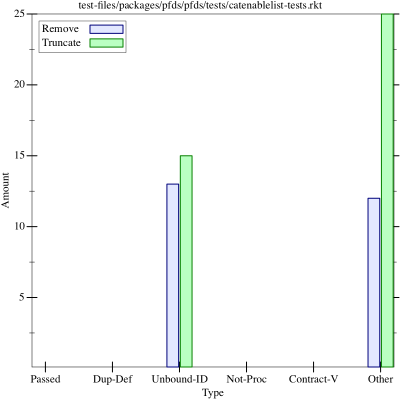 test-files/packages/pfds/pfds/tests/catenablelist-tests.rkt
Remove
Truncate
25
20
15
10
5
Amount
Passed Dup-Def Unbound-ID Not-Proc Contract-V Other
Type